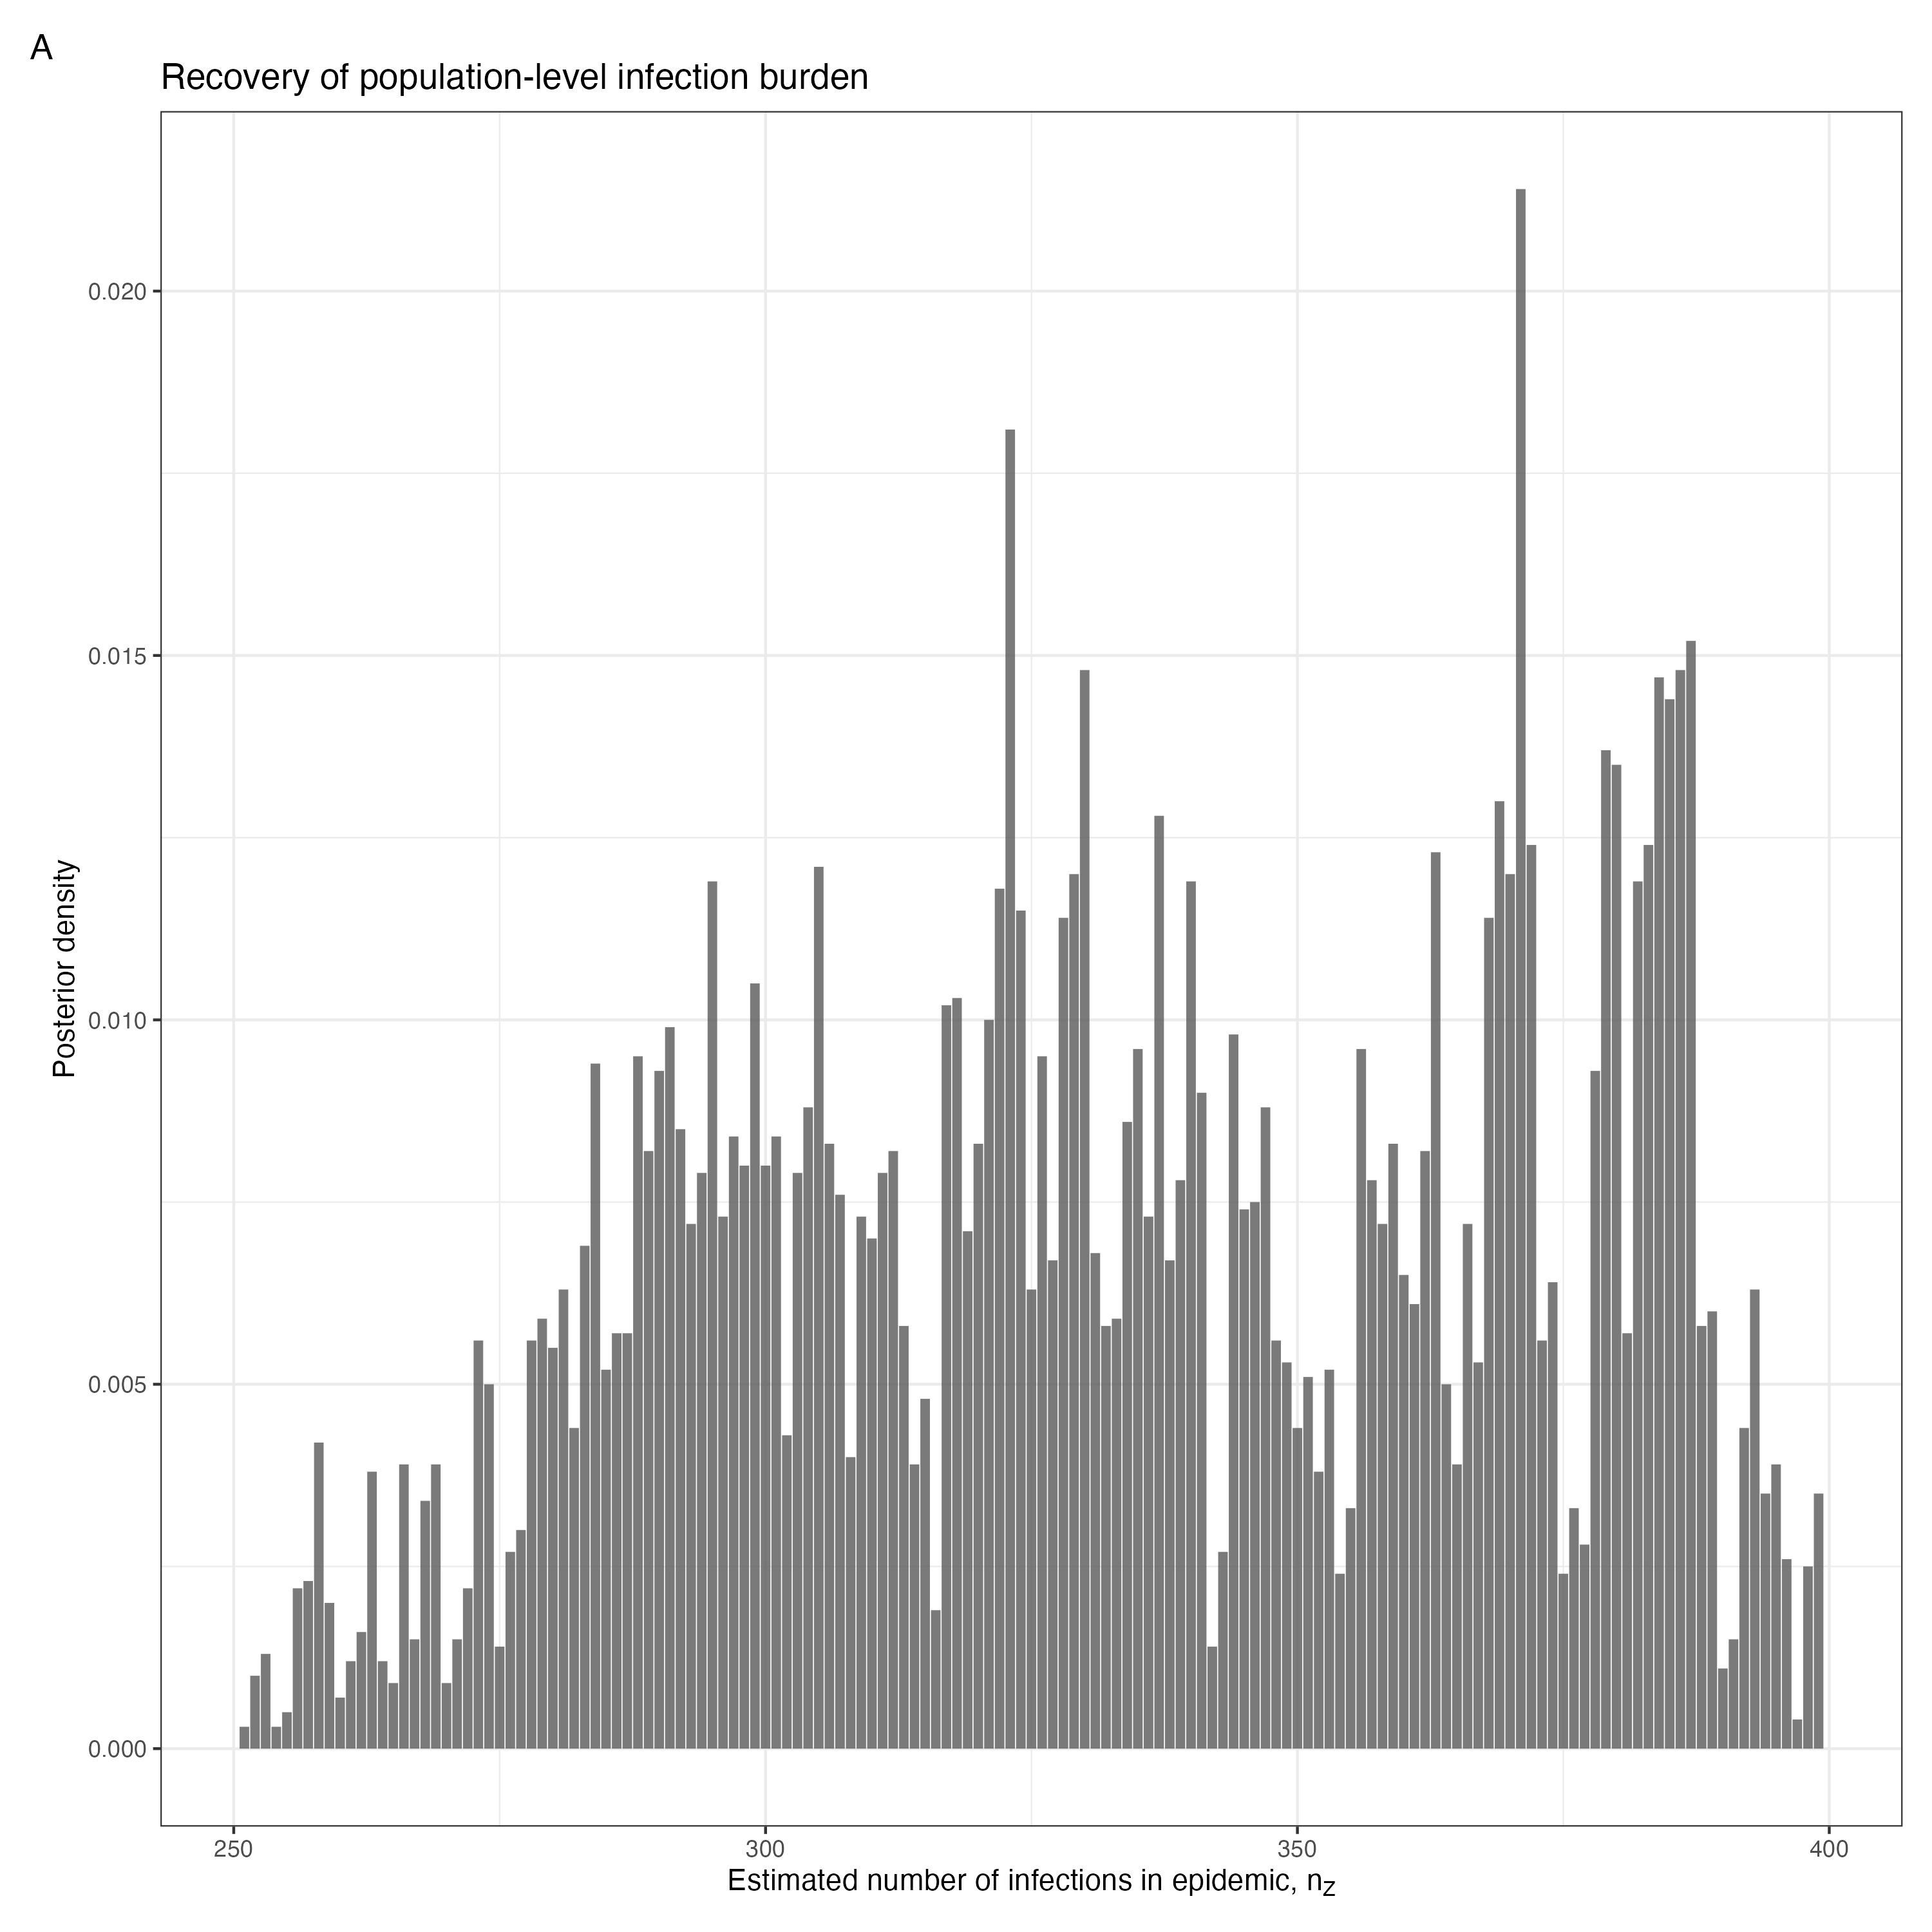 A
Recovery of population-level infection burden
0.020
0.015
0.010
0.005
0.000
Posterior density
250 300 350 400
Estimated number of infections in epidemic, nZ